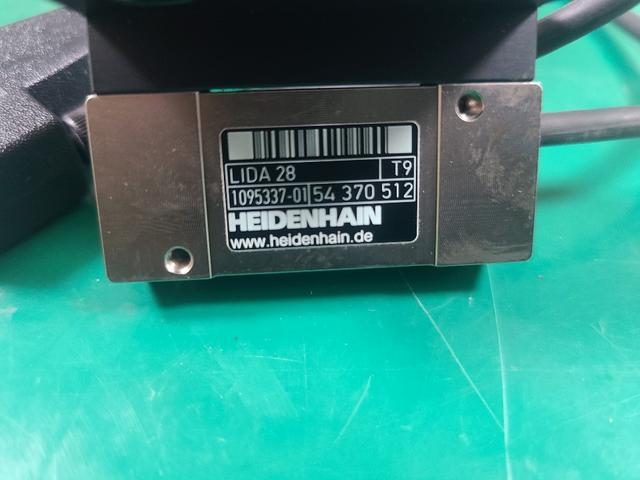 LIDA 28 T9
1095337-01 54 370 512
HEIDENHAIN
www.heidenhain.de